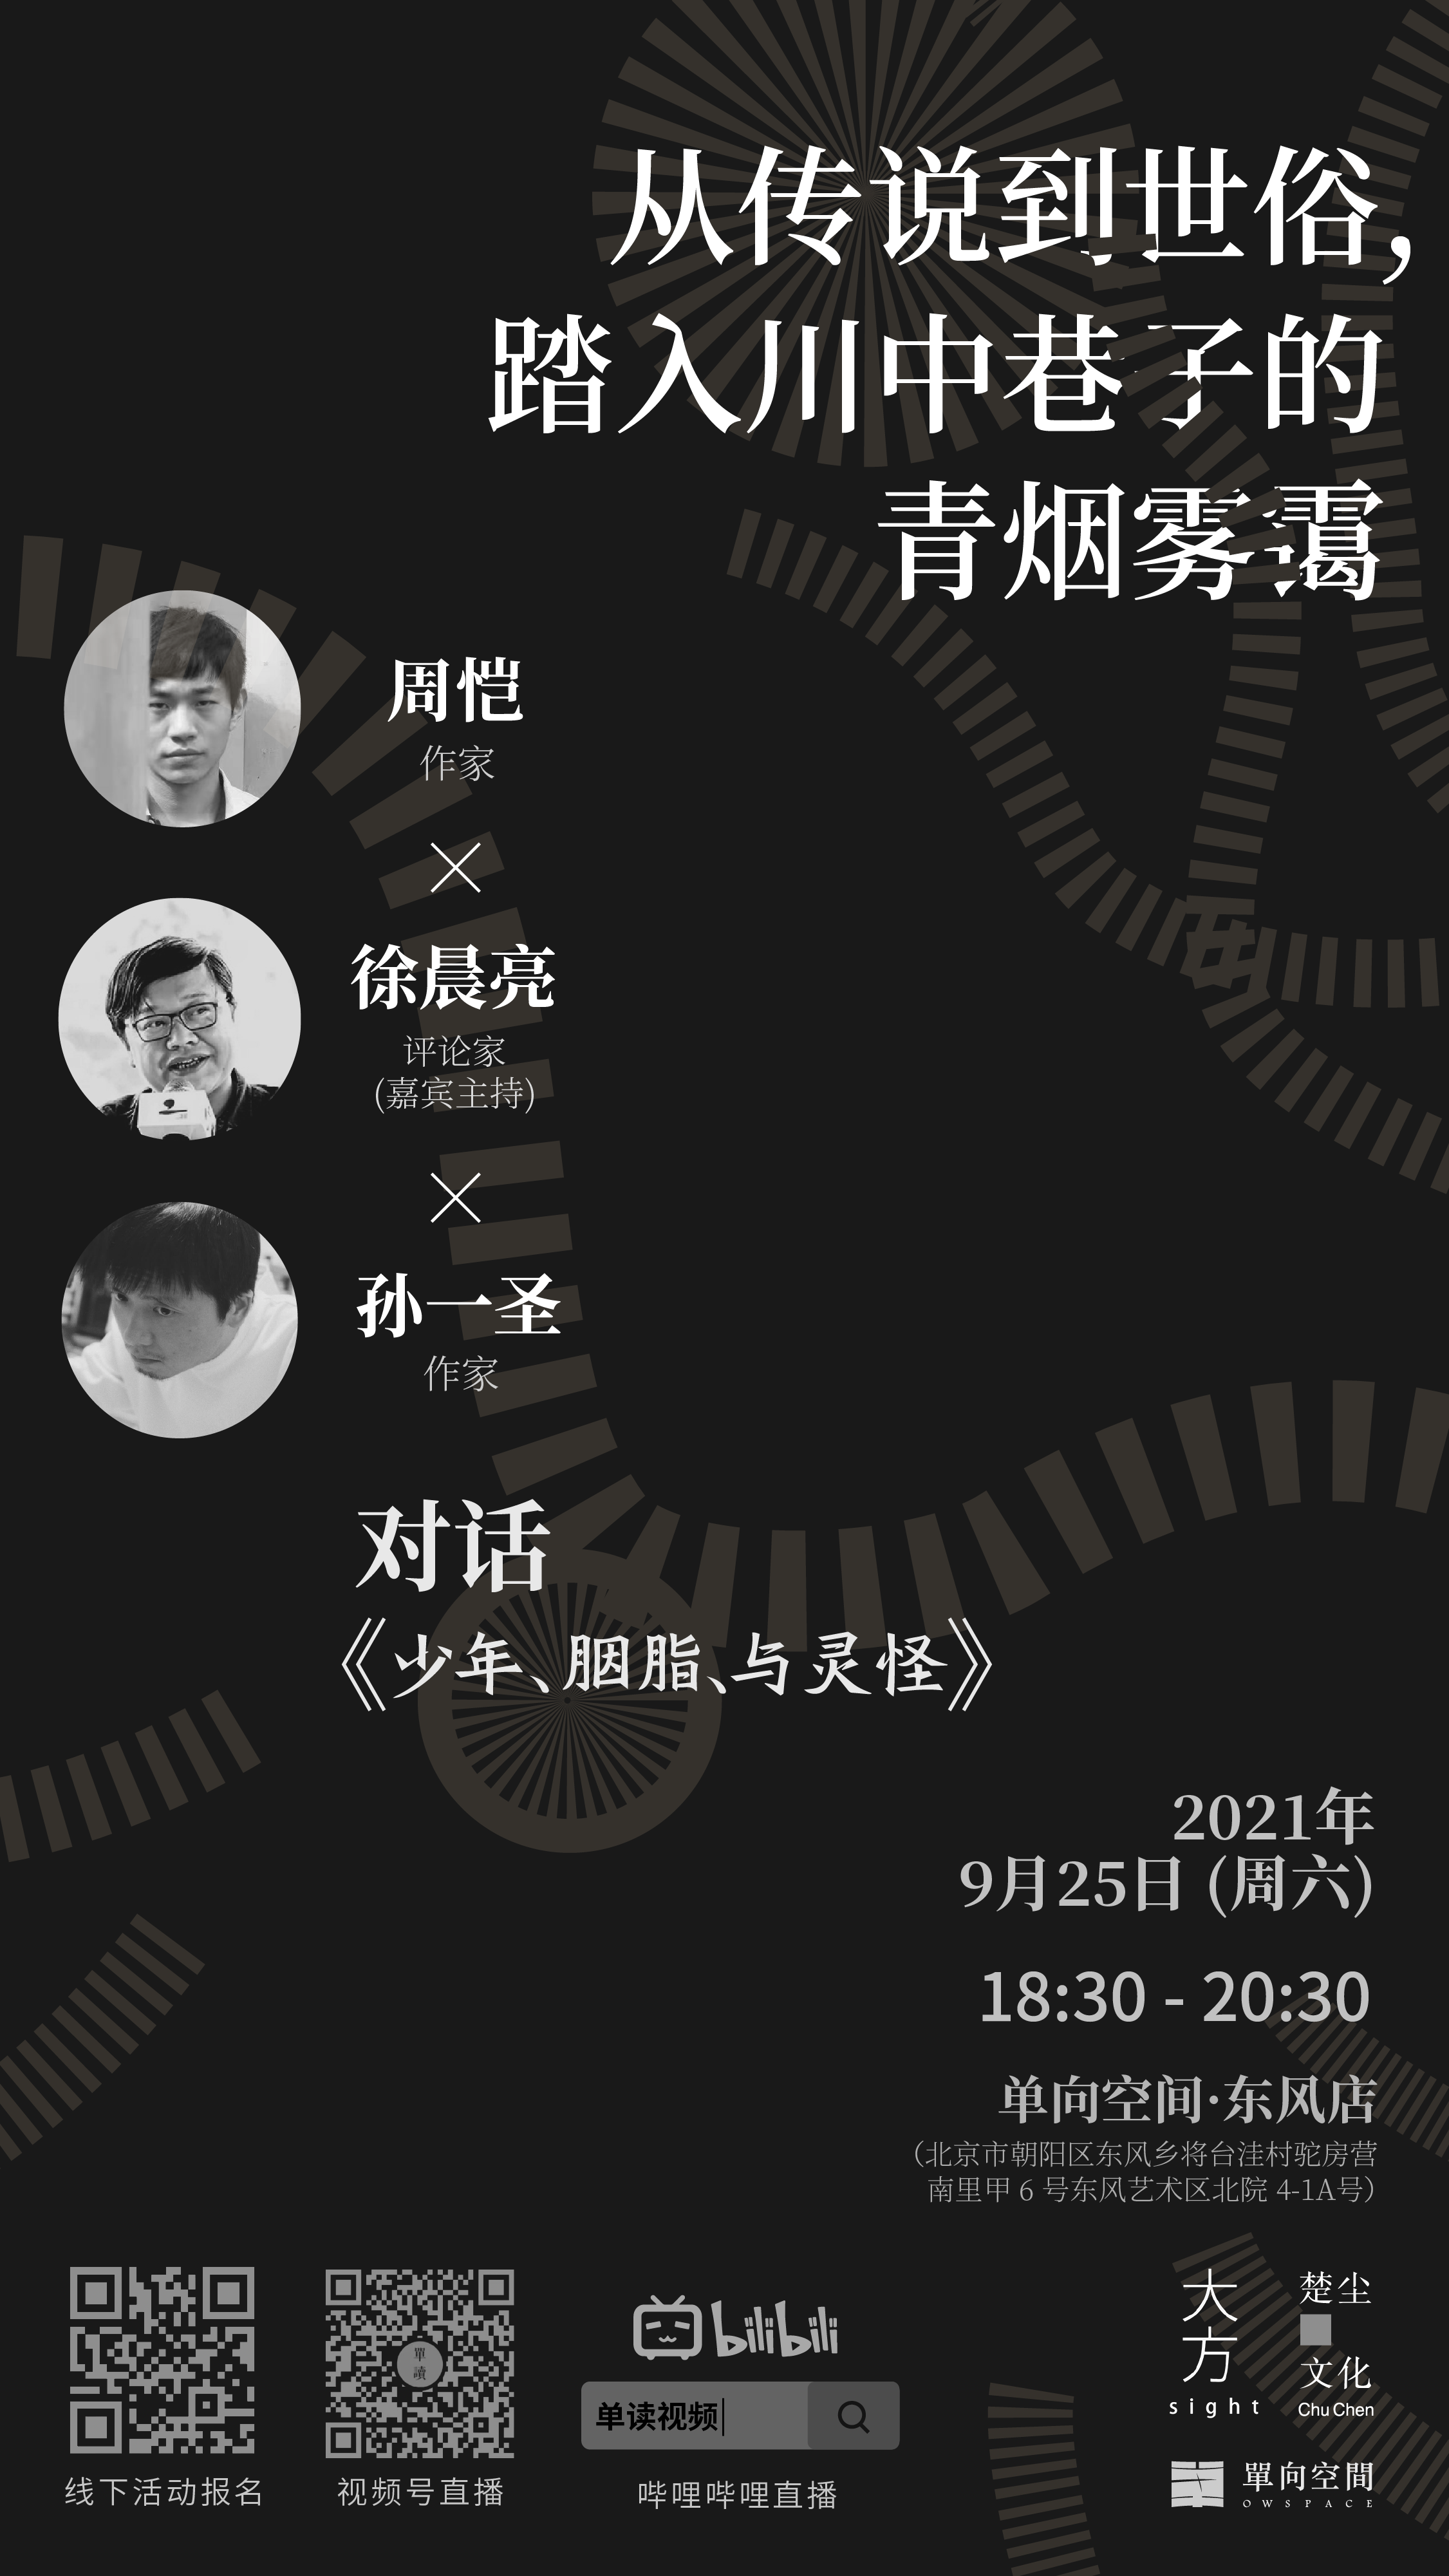 从传说到世俗,
踏入川中巷子的
青烟雾霭
周恺
作家
×
徐晨亮
评论家
(嘉宾主持)
×
孙一圣
作家
对话
《少年、胭脂、与灵怪》
2021年
9月25日 (周六)
18:30 - 20:30
单向空间·东风店
（北京市朝阳区东风乡将台洼村驼房营
南里甲 6 号东风艺术区北院 4-1A号）
線下活动报名
單讀
视频号直播
bilibili
单读视频
哔哩哔哩直播
大方
sight
楚尘
文化
Chu Chen
單向空間
OWSPACE